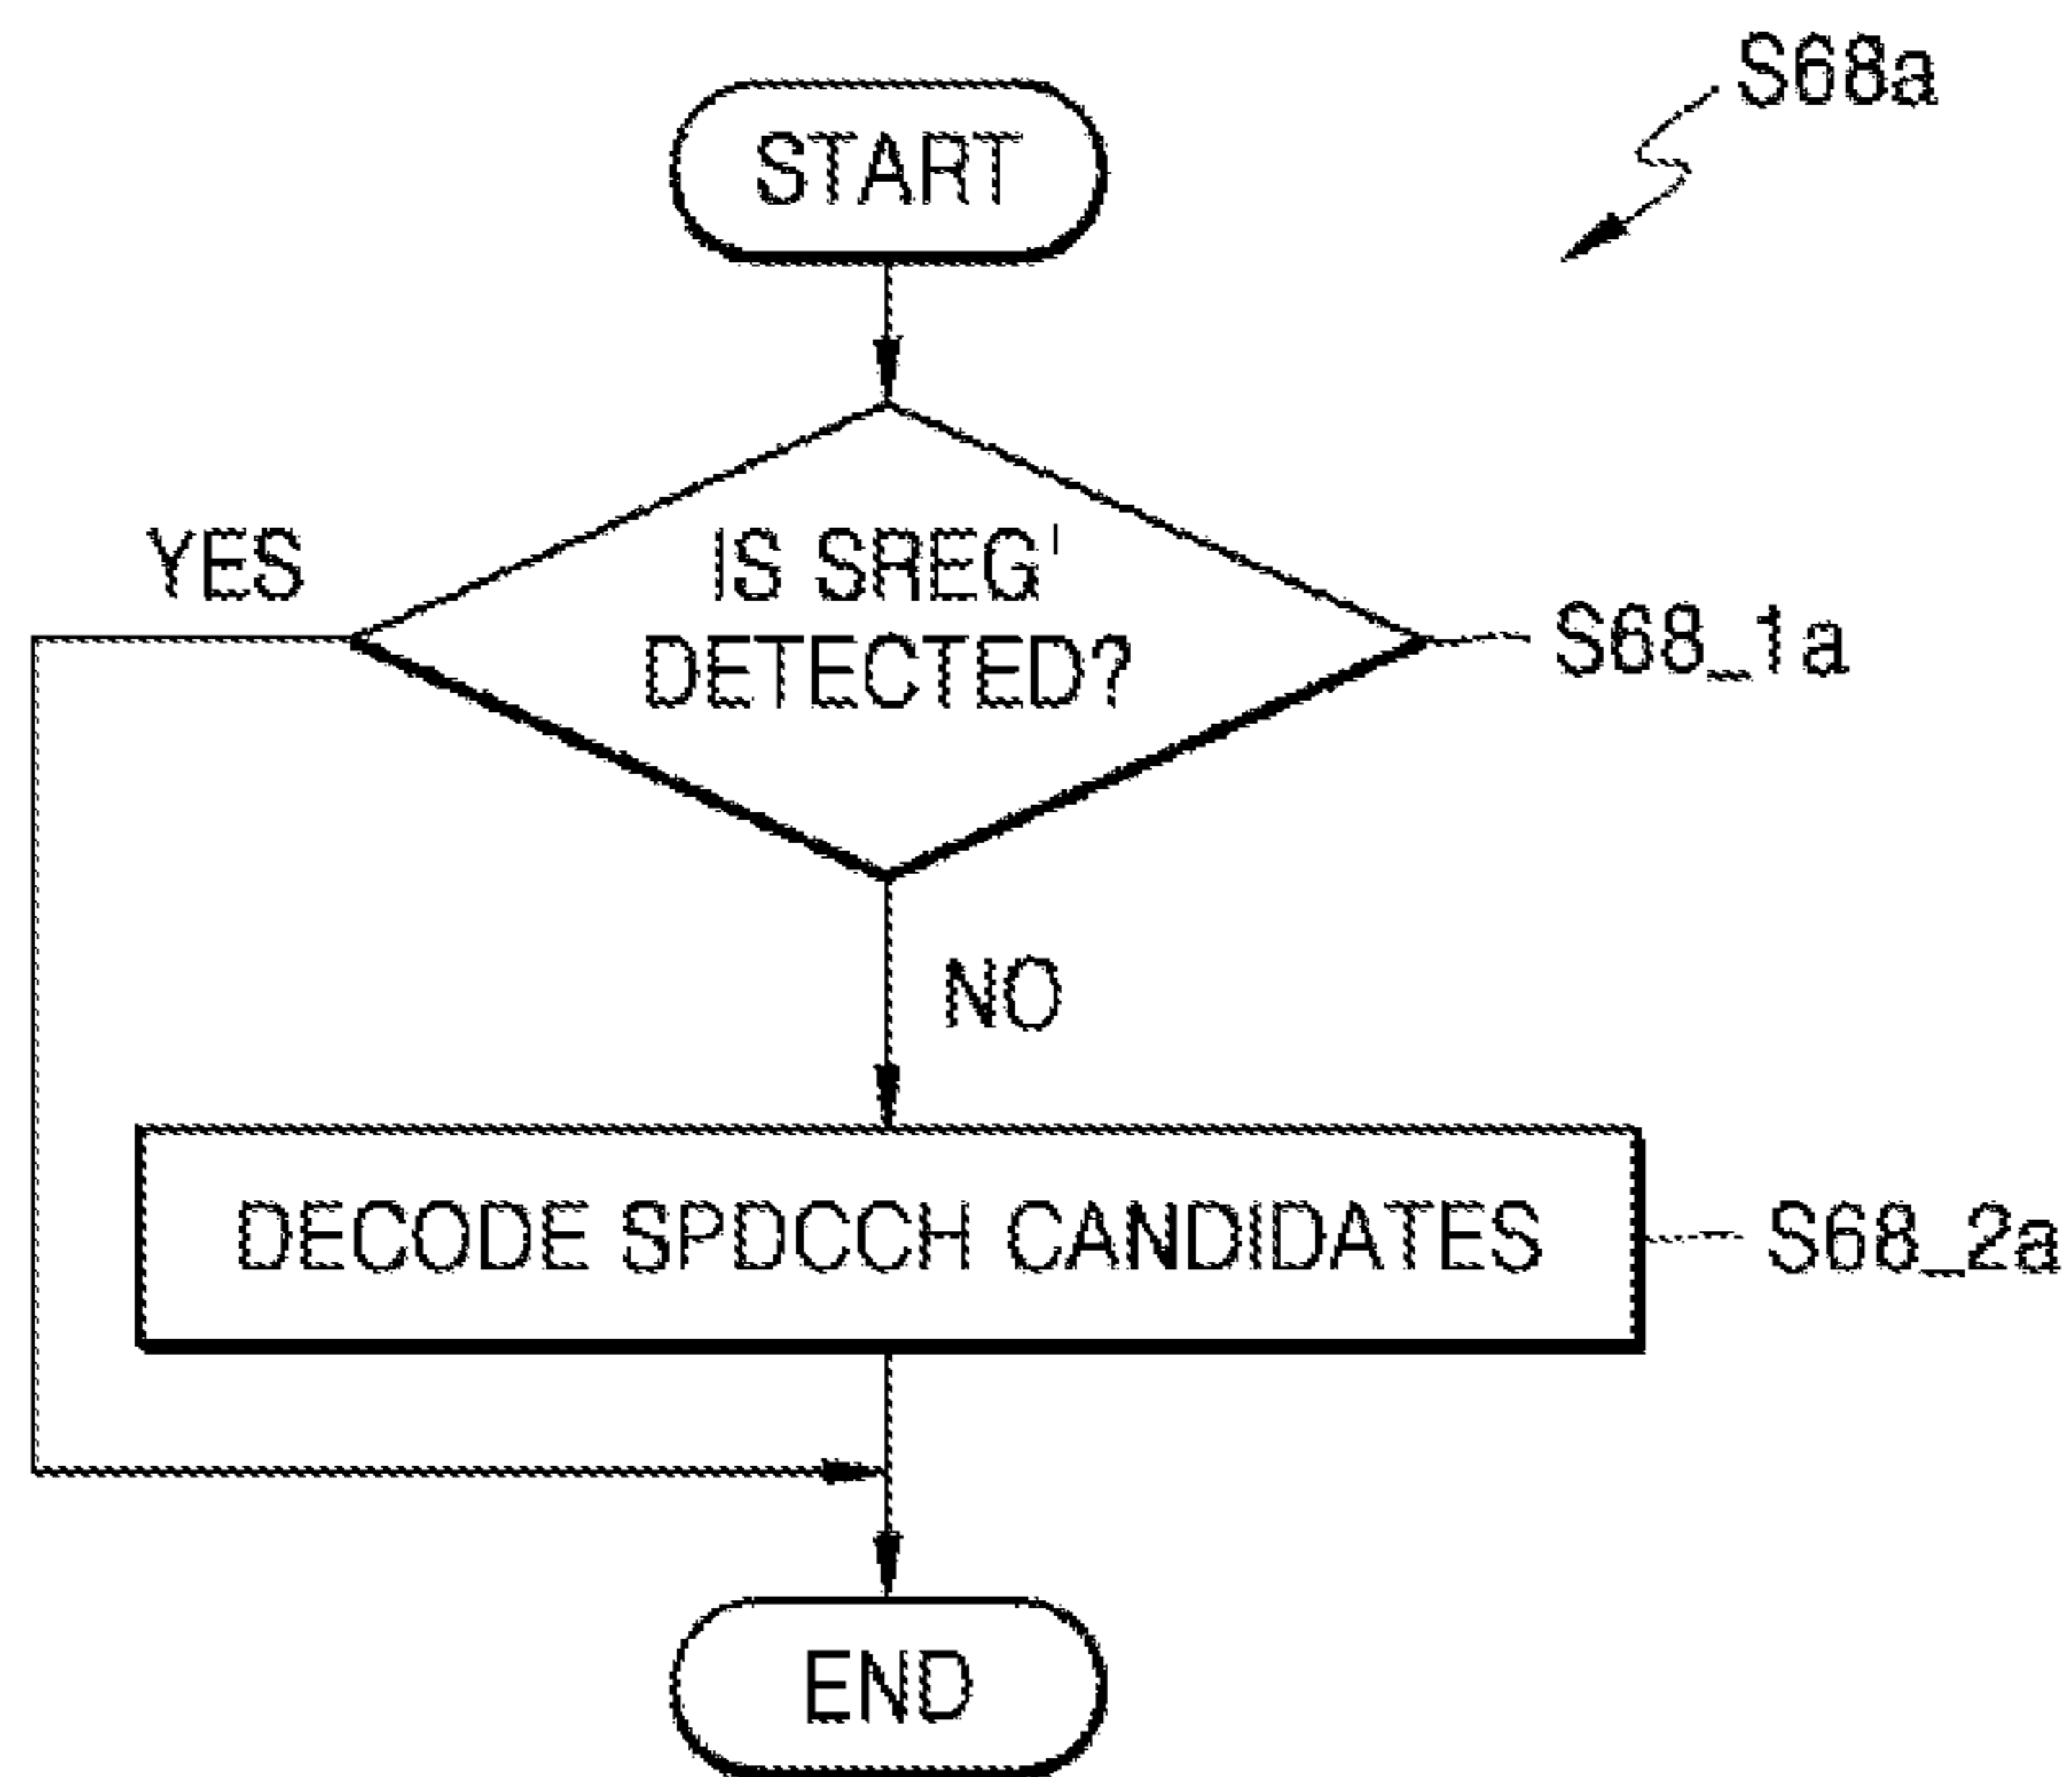 S68a
START
YES
IS SREG'
DETECTED?
S68_1a
NO
DECODE SPDCCH CANDIDATES
S68_2a
END